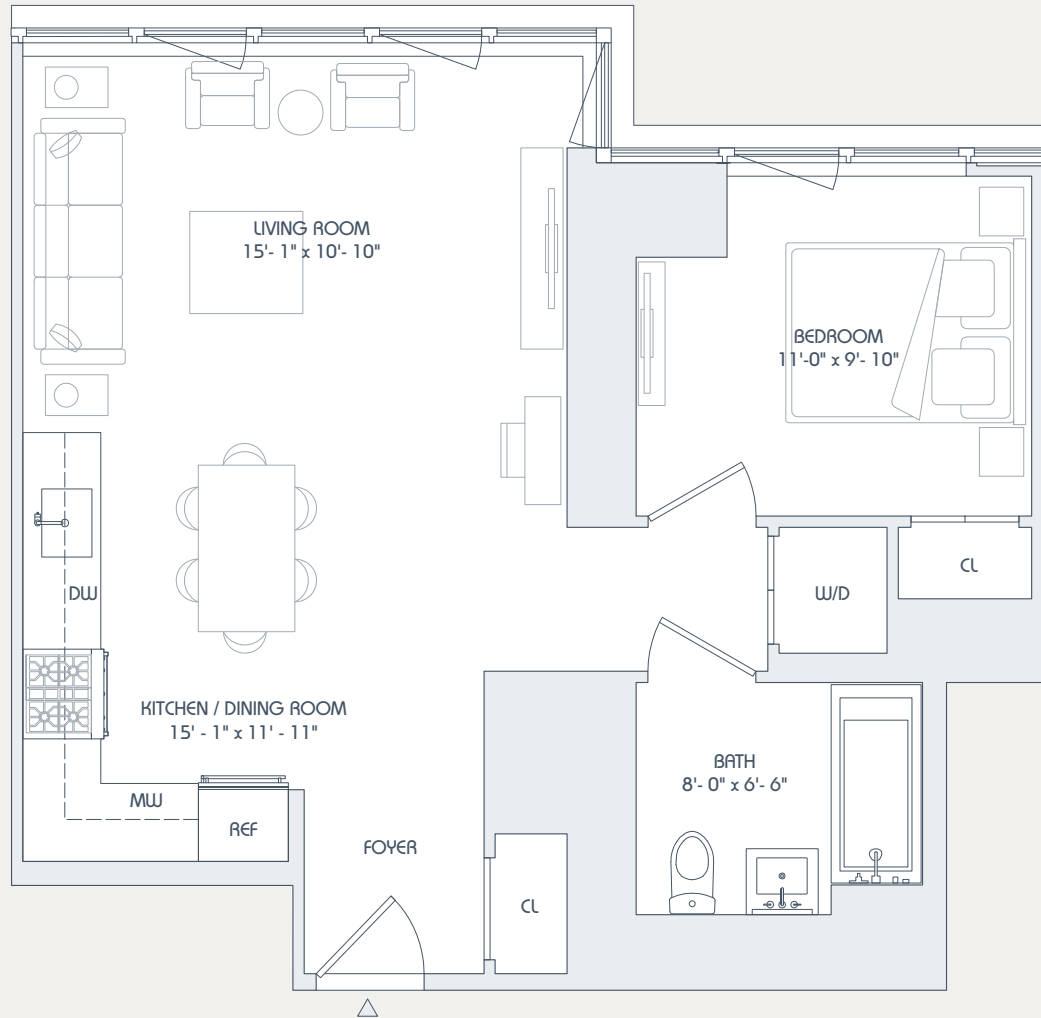 LIVING ROOM
15'- 1" x 10'- 10"
BEDROOM
11'-0" x 9'- 10"
CL
W/D
DW
KITCHEN / DINING ROOM
15' - 1" x 11' - 11"
BATH
8'- 0" x 6'- 6"
MW
REF
FOYER
CL